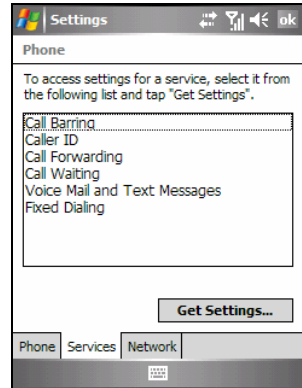 Settings
ok
Phone
To access settings for a service, select it from
the following list and tap "Get Settings".
Call Barring
Caller ID
Call Forwarding
Call Waiting
Voice Mail and Text Messages
Fixed Dialing
Get Settings...
Phone Services Network